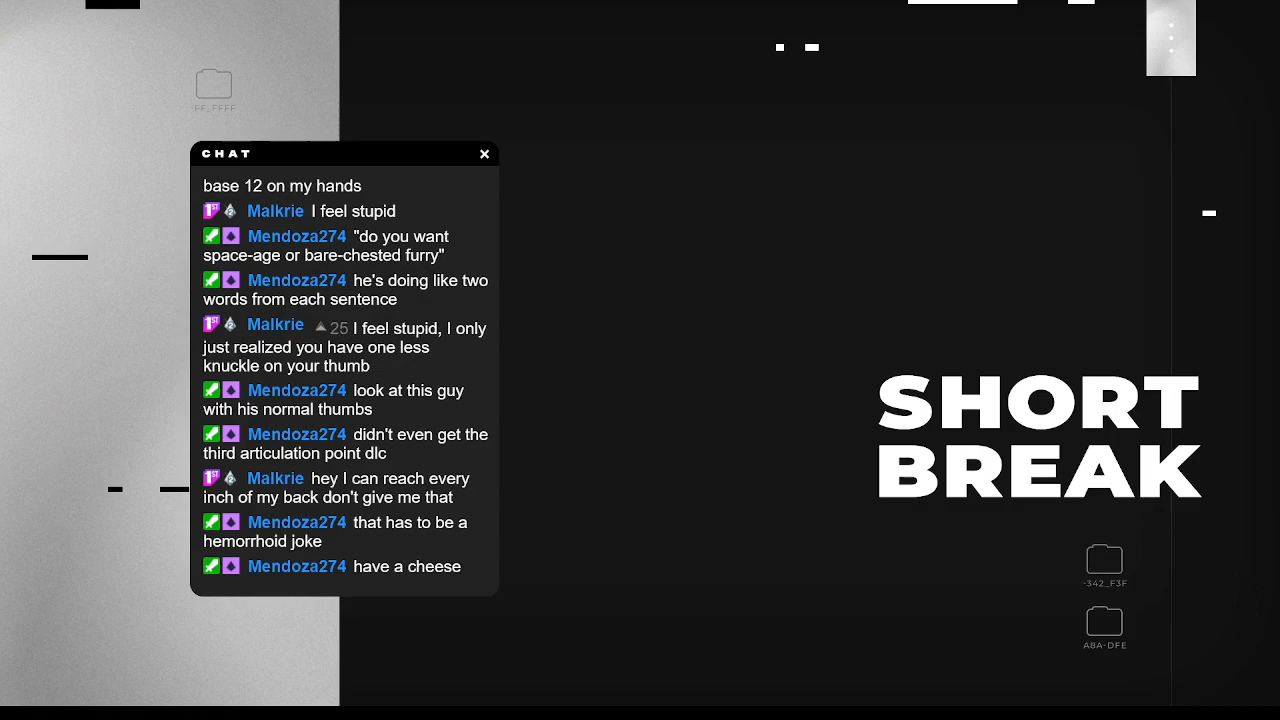 FF_FFFF
CHAT
base 12 on my hands
Malkrie I feel stupid
Mendoza274 "do you want
space-age or bare-chested furry"
Mendoza274 he's doing like two
words from each sentence
Malkrie 25 I feel stupid, I only
just realized you have one less
knuckle on your thumb
Mendoza274 look at this guy
with his normal thumbs
Mendoza274 didn't even get the
third articulation point dlc
Malkrie hey I can reach every
inch of my back don't give me that
Mendoza274 that has to be a
hemorrhoid joke
Mendoza274 have a cheese
SHORT
BREAK
-342_F3F
A8A-DFE